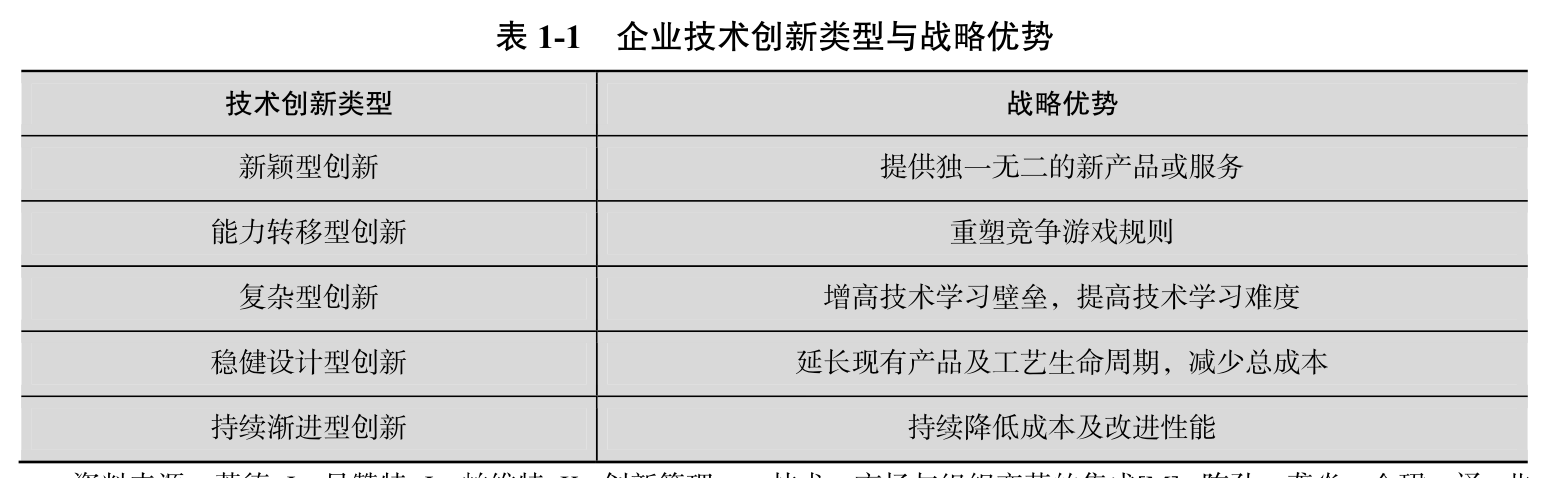 表 1-1 企业技术创新类型与战略优势
技术创新类型 战略优势
新颖型创新 提供独一无二的新产品或服务
能力转移型创新 重塑竞争游戏规则
复杂型创新 增高技术学习壁垒，提高技术学习难度
稳健设计型创新 延长现有产品及工艺生命周期，减少总成本
持续渐进型创新 持续降低成本及改进性能